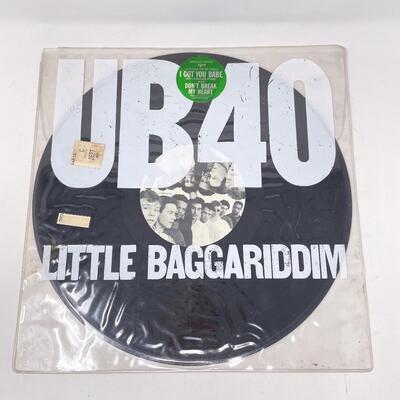 UB40
I GOT YOU BABE
DON'T BREAK
MY HEART
LITTLE BAGGARIDDIM